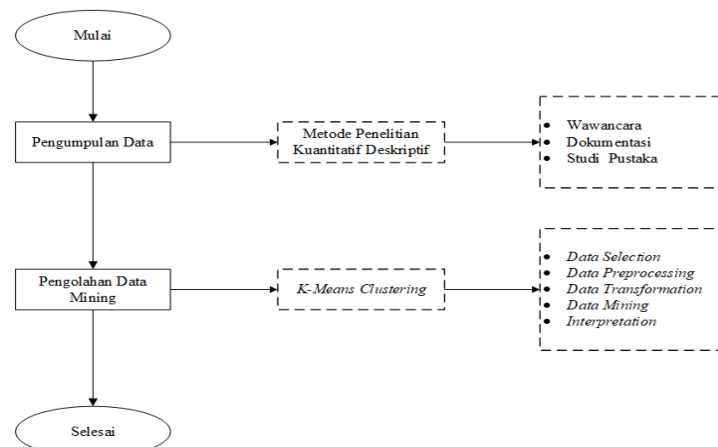 Mulai
Pengumpulan Data
Metode Penelitian
Kuantitatif Deskriptif
• Wawancara
• Dokumentasi
• Studi Pustaka
Pengolahan Data
Mining
K-Means Clustering
• Data Selection
• Data Preprocessing
• Data Transformation
• Data Mining
• Interpretation
Selesai